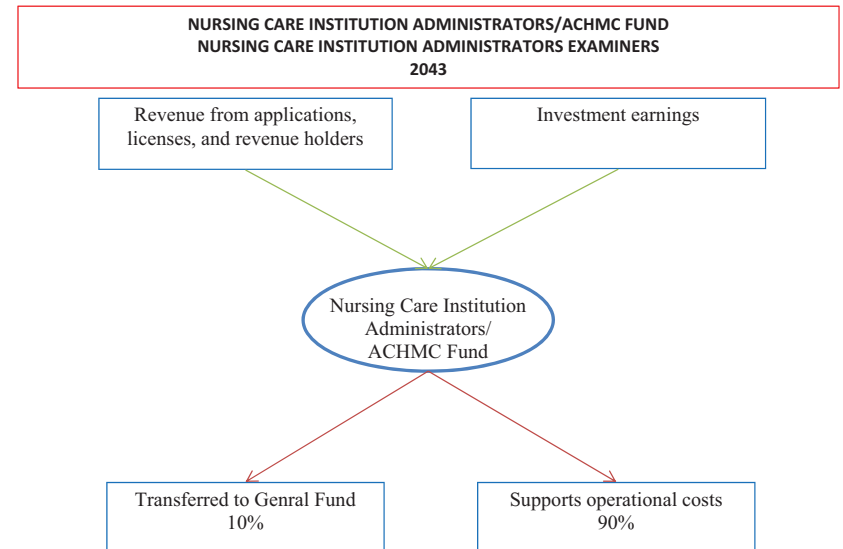 NURSING CARE INSTITUTION ADMINISTRATORS/ACHMC FUND
NURSING CARE INSTITUTION ADMINISTRATORS EXAMINERS
2043
Revenue from applications,
licenses, and revenue holders
Investment earnings
Nursing Care Institution
Administrators/
ACHMC Fund
Transferred to Genral Fund
10%
Supports operational costs
90%